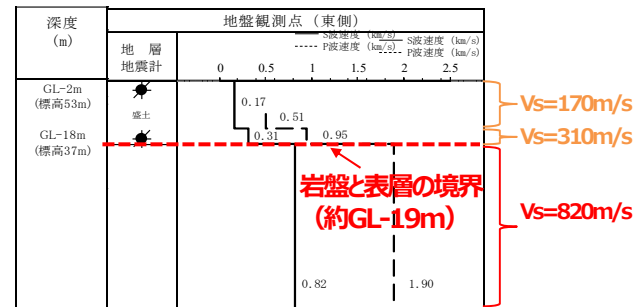 深度
(m)
地盤観測点（東側）
地 層
地震計
S波速度 (km/s)
P波速度 (km/s)
S波速度 (km/s)
P波速度 (km/s)
0 0.5 1 1.5 2 2.5
GL-2m
(標高53m)
盛土
GL-18m
(標高37m)
0.17
0.51
0.31
0.95
岩盤と表層の境界
（約GL-19m）
0.82
1.90
Vs=170m/s
Vs=310m/s
Vs=820m/s